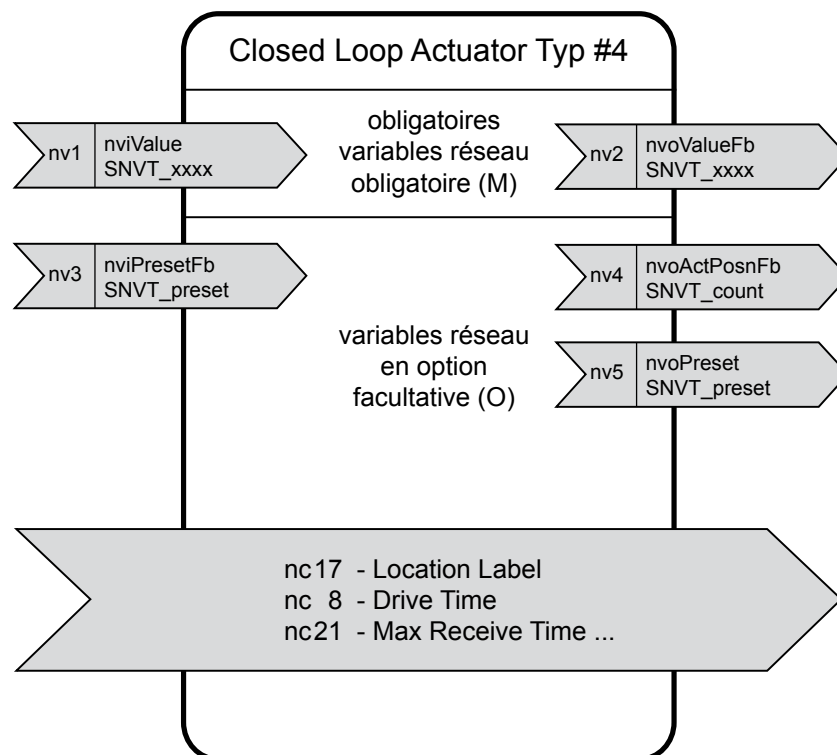 Closed Loop Actuator Typ #4
nv1
nviValue
SNVT_xxxx
obligatoires
variables réseau
obligatoire (M)
nv2
nvoValueFb
SNVT_xxxx
nv3
nviPresetFb
SNVT_preset
nv4
nvoActPosnFb
SNVT_count
variables réseau
en option
facultative (O)
nv5
nvoPreset
SNVT_preset
nc17 - Location Label
nc 8 - Drive Time
nc21 - Max Receive Time ...